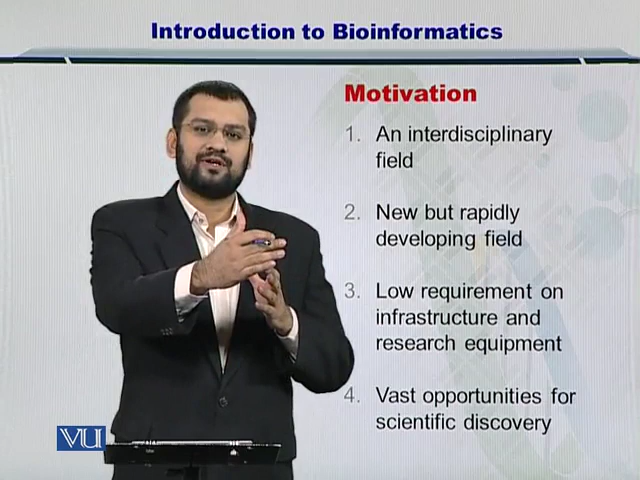 Introduction to Bioinformatics
Motivation
1. An interdisciplinary
field
2. New but rapidly
developing field
3. Low requirement on
infrastructure and
research equipment
4. Vast opportunities for
scientific discovery
VU